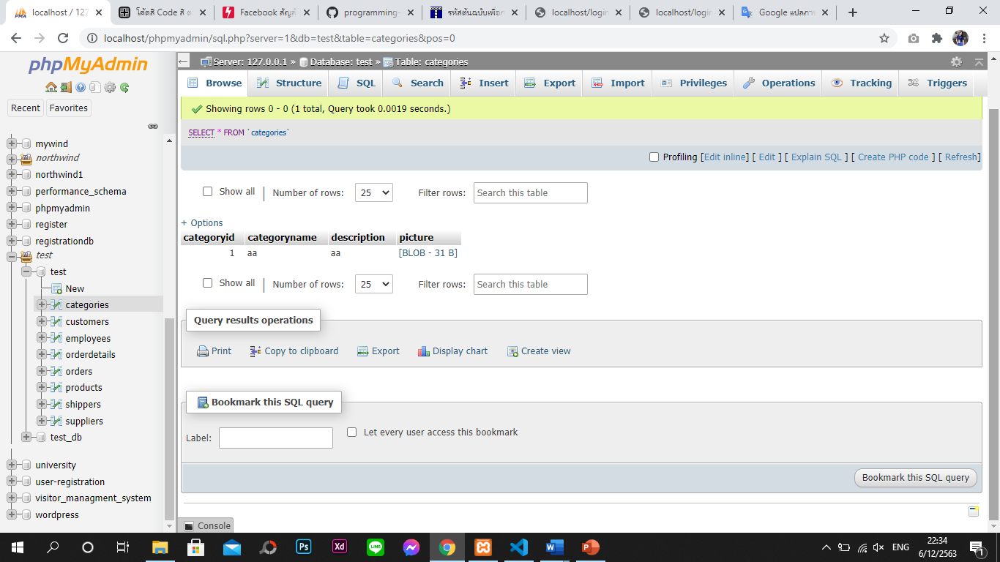 localhost / 127
โค้ดสี Code สี ต
Facebook สัญลั
programming-
รหัสต้นฉบับเพื่อก
localhost/login
localhost/login
Google แปลภา
localhost/phpmyadmin/sql.php?server=1&db=test&table=categories&pos=0
phpMyAdmin
Recent
Favorites
mywind
northwind
northwind1
performance_schema
phpmyadmin
register
registrationdb
test
test
New
categories
customers
employees
orderdetails
orders
products
shippers
suppliers
test_db
university
user-registration
visitor_managment_system
wordpress
Server: 127.0.0.1 » Database: test » Table: categories
Browse Structure SQL Search Insert Export Import Privileges Operations Tracking Triggers
Showing rows 0 - 0 (1 total, Query took 0.0019 seconds.)
SELECT * FROM `categories`
Profiling [Edit inline] [ Edit ] [ Explain SQL ] [ Create PHP code ] [ Refresh]
Show all | Number of rows: 25 Filter rows: Search this table
+ Options
categoryid categoryname description picture
1 aa aa [BLOB - 31 B]
Show all | Number of rows: 25 Filter rows: Search this table
Query results operations
Print Copy to clipboard Export Display chart Create view
Bookmark this SQL query
Label: Let every user access this bookmark
Bookmark this SQL query
Console
Ps Xd LINE W P
ENG
22:34
6/12/2563
1